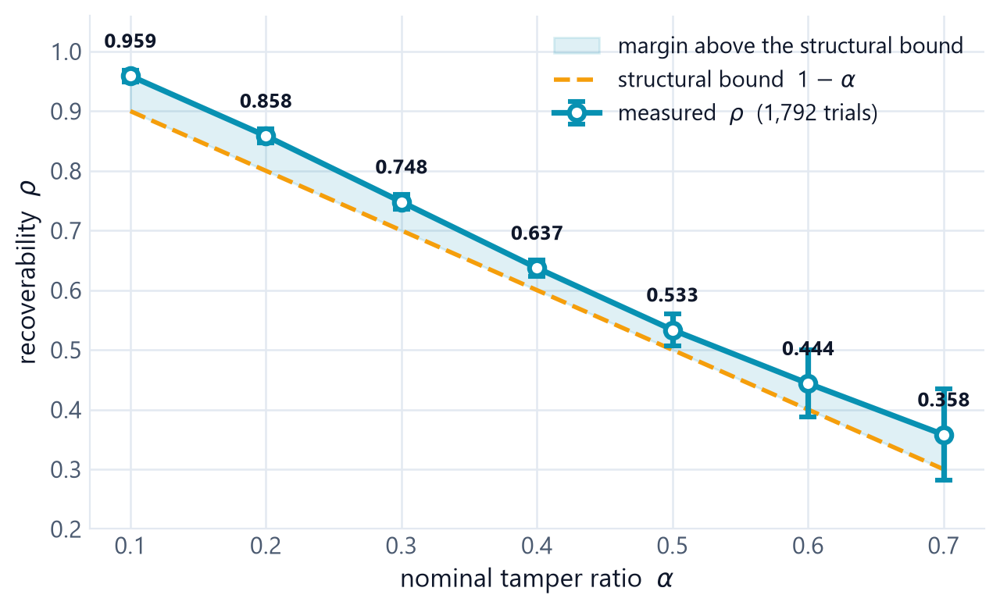 0.959
0.858
0.748
0.637
0.533
0.444
0.358
margin above the structural bound
structural bound 1 − α
measured ρ (1,792 trials)
recoverability ρ
1.0
0.9
0.8
0.7
0.6
0.5
0.4
0.3
0.2
0.1 0.2 0.3 0.4 0.5 0.6 0.7
nominal tamper ratio α